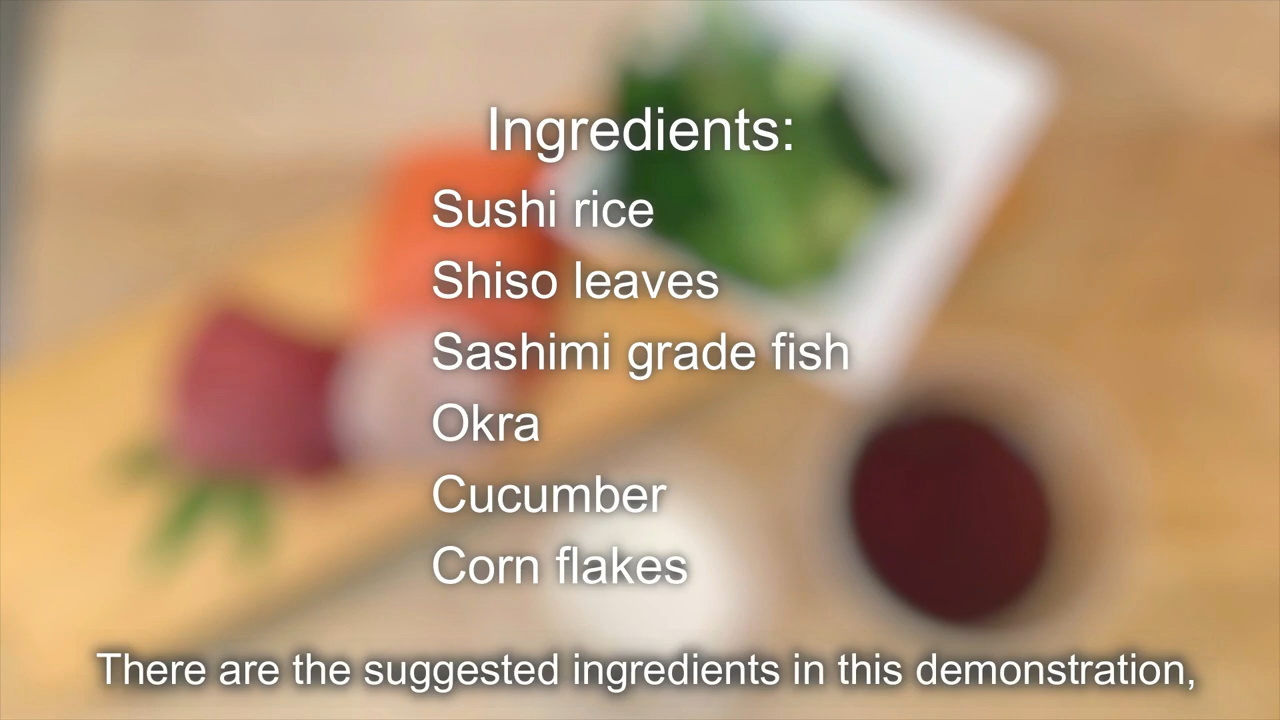 Ingredients:
Sushi rice
Shiso leaves
Sashimi grade fish
Okra
Cucumber
Corn flakes
There are the suggested ingredients in this demonstration,